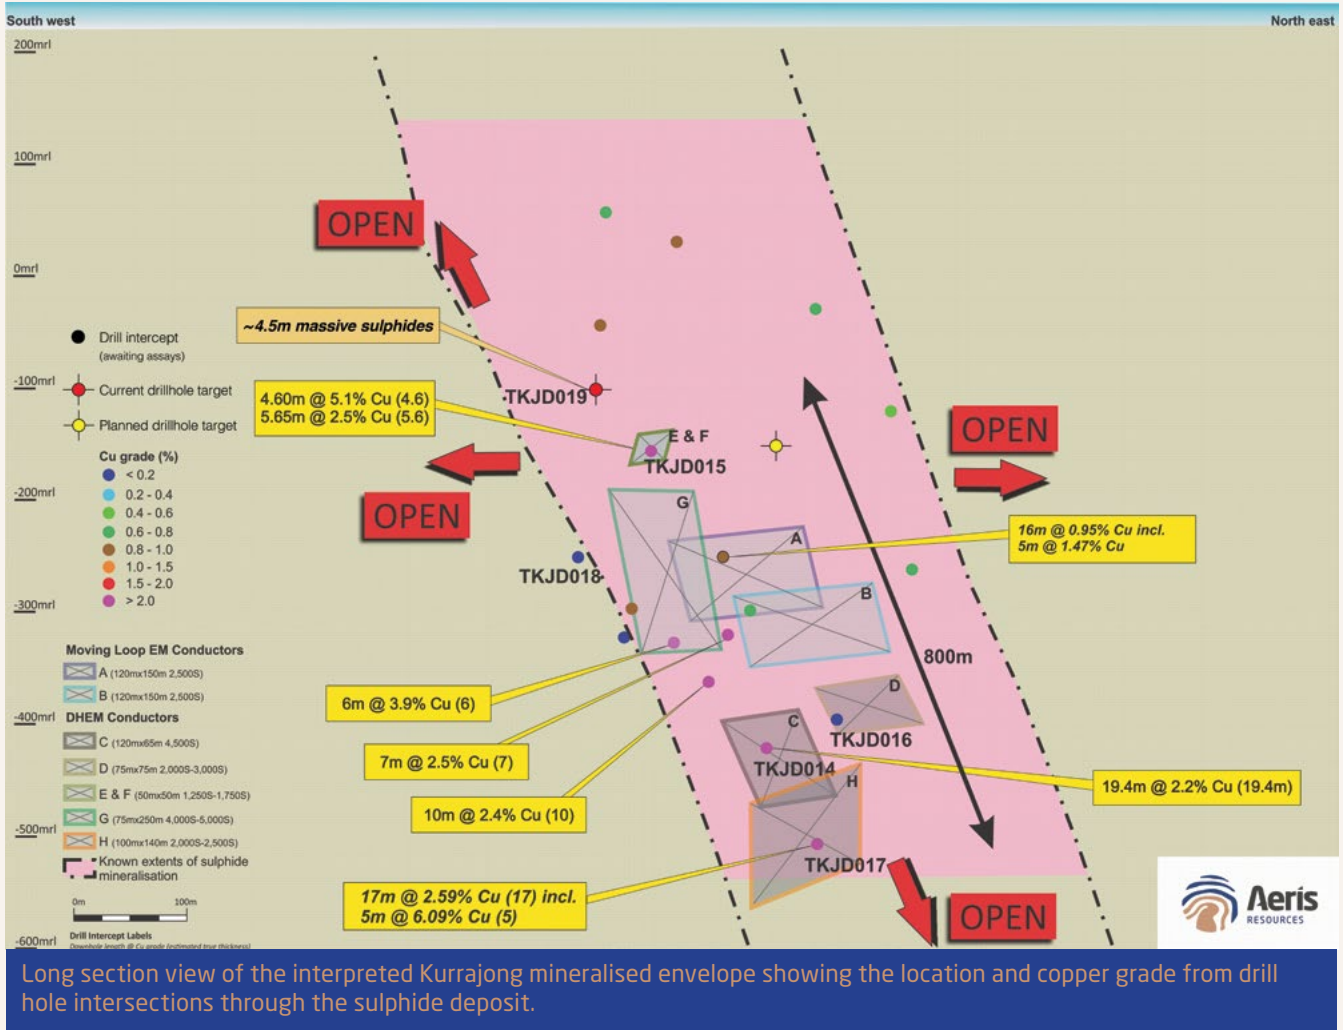 South west
North east
200mrl
100mrl
0mrl
-100mrl
-200mrl
-300mrl
-400mrl
-500mrl
-600mrl
OPEN
~4.5m massive sulphides
TKJD019
4.60m @ 5.1% Cu (4.6)
5.65m @ 2.5% Cu (5.6)
E & F
TKJD015
OPEN
OPEN
G
A
16m @ 0.95% Cu incl.
5m @ 1.47% Cu
TKJD018
B
800m
6m @ 3.9% Cu (6)
D
TKJD016
C
TKJD014
7m @ 2.5% Cu (7)
H
19.4m @ 2.2% Cu (19.4m)
10m @ 2.4% Cu (10)
TKJD017
17m @ 2.59% Cu (17) incl.
5m @ 6.09% Cu (5)
OPEN
Drill intercept
(awaiting assays)
Current drillhole target
Planned drillhole target
Cu grade (%)
< 0.2
0.2 - 0.4
0.4 - 0.6
0.6 - 0.8
0.8 - 1.0
1.0 - 1.5
1.5 - 2.0
> 2.0
Moving Loop EM Conductors
A (120mx150m 2,500S)
B (120mx150m 2,500S)
DHEM Conductors
C (120mx65m 4,500S)
D (75mx75m 2,000S-3,000S)
E & F (50mx50m 1,250S-1,750S)
G (75mx250m 4,000S-5,000S)
H (100mx140m 2,000S-2,500S)
Known extents of sulphide
mineralisation
0m 100m
Drill Intercept Labels
Downhole length @ Cu grade (estimated true thickness)
Aeris
RESOURCES
Long section view of the interpreted Kurrajong mineralised envelope showing the location and copper grade from drill
hole intersections through the sulphide deposit.